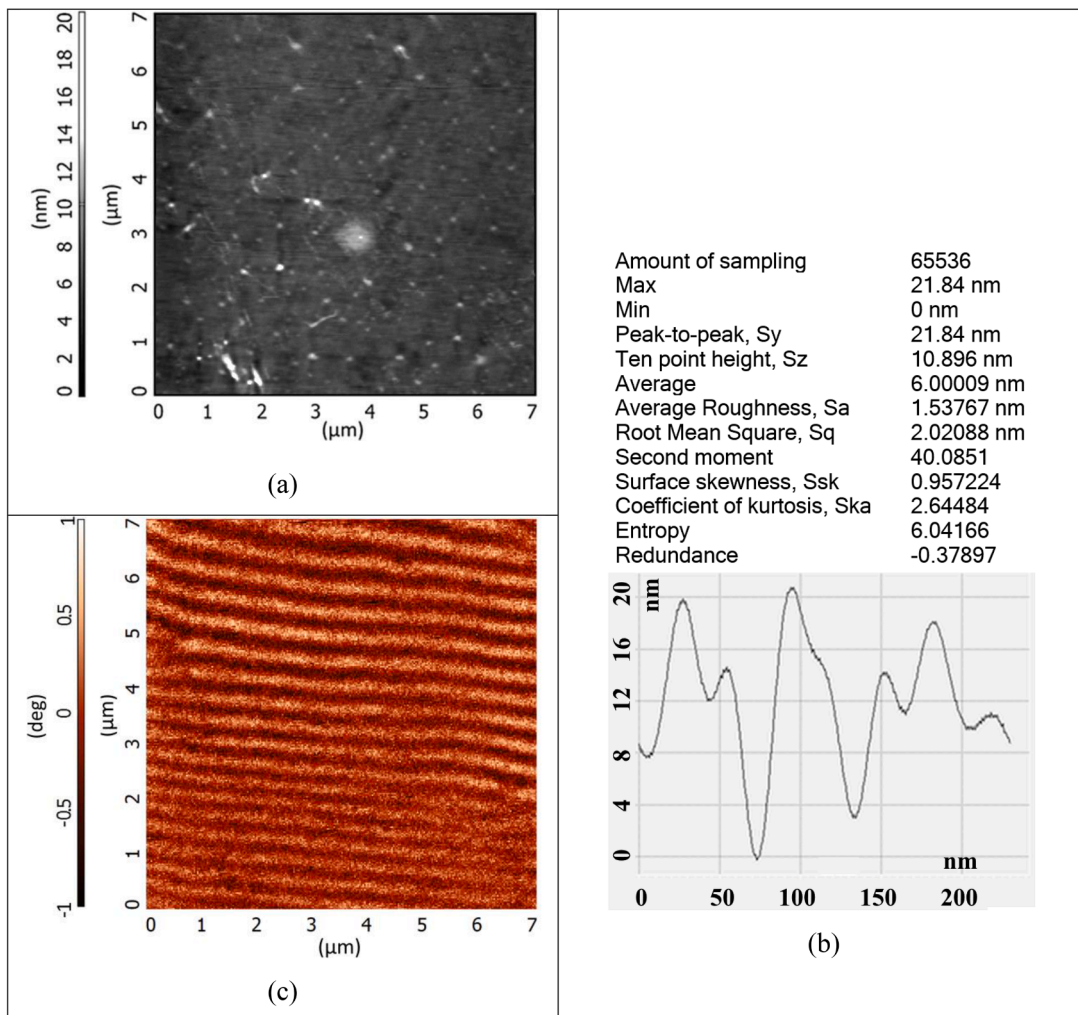 20
18
16
14
12
10
8
6
4
2
0
(nm)
7
6
5
4
3
2
1
0
(µm)
0 1 2 3 4 5 6 7
(µm)
(a)
1
0.5
0
-0.5
-1
(deg)
7
6
5
4
3
2
1
0
(µm)
0 1 2 3 4 5 6 7
(µm)
(c)
Amount of sampling 65536
Max 21.84 nm
Min 0 nm
Peak-to-peak, Sy 21.84 nm
Ten point height, Sz 10.896 nm
Average 6.00009 nm
Average Roughness, Sa 1.53767 nm
Root Mean Square, Sq 2.02088 nm
Second moment 40.0851
Surface skewness, Ssk 0.957224
Coefficient of kurtosis, Ska 2.64484
Entropy 6.04166
Redundance -0.37897
20
16
12
8
4
0
nm
nm
0 50 100 150 200
(b)